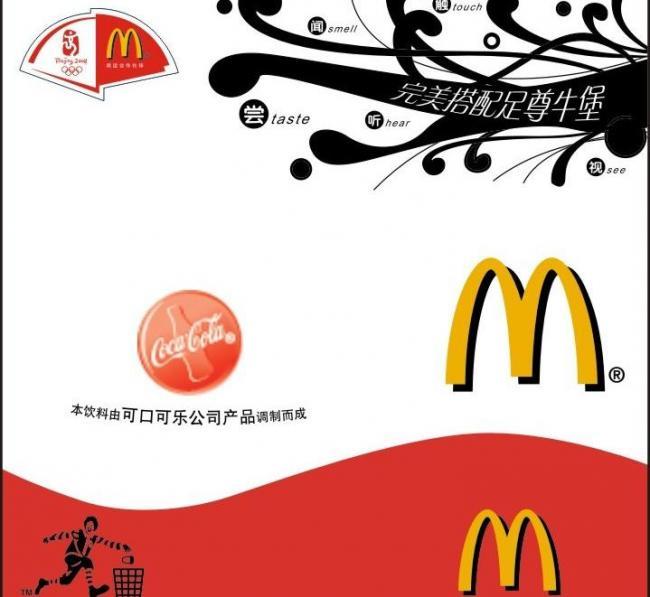 触 touch
闻 smell
Beijing 2008
完美搭配足尊牛堡
尝 taste
听 hear
视 see
Coca-Cola®
®
本饮料由可口可乐公司产品调制而成
TM